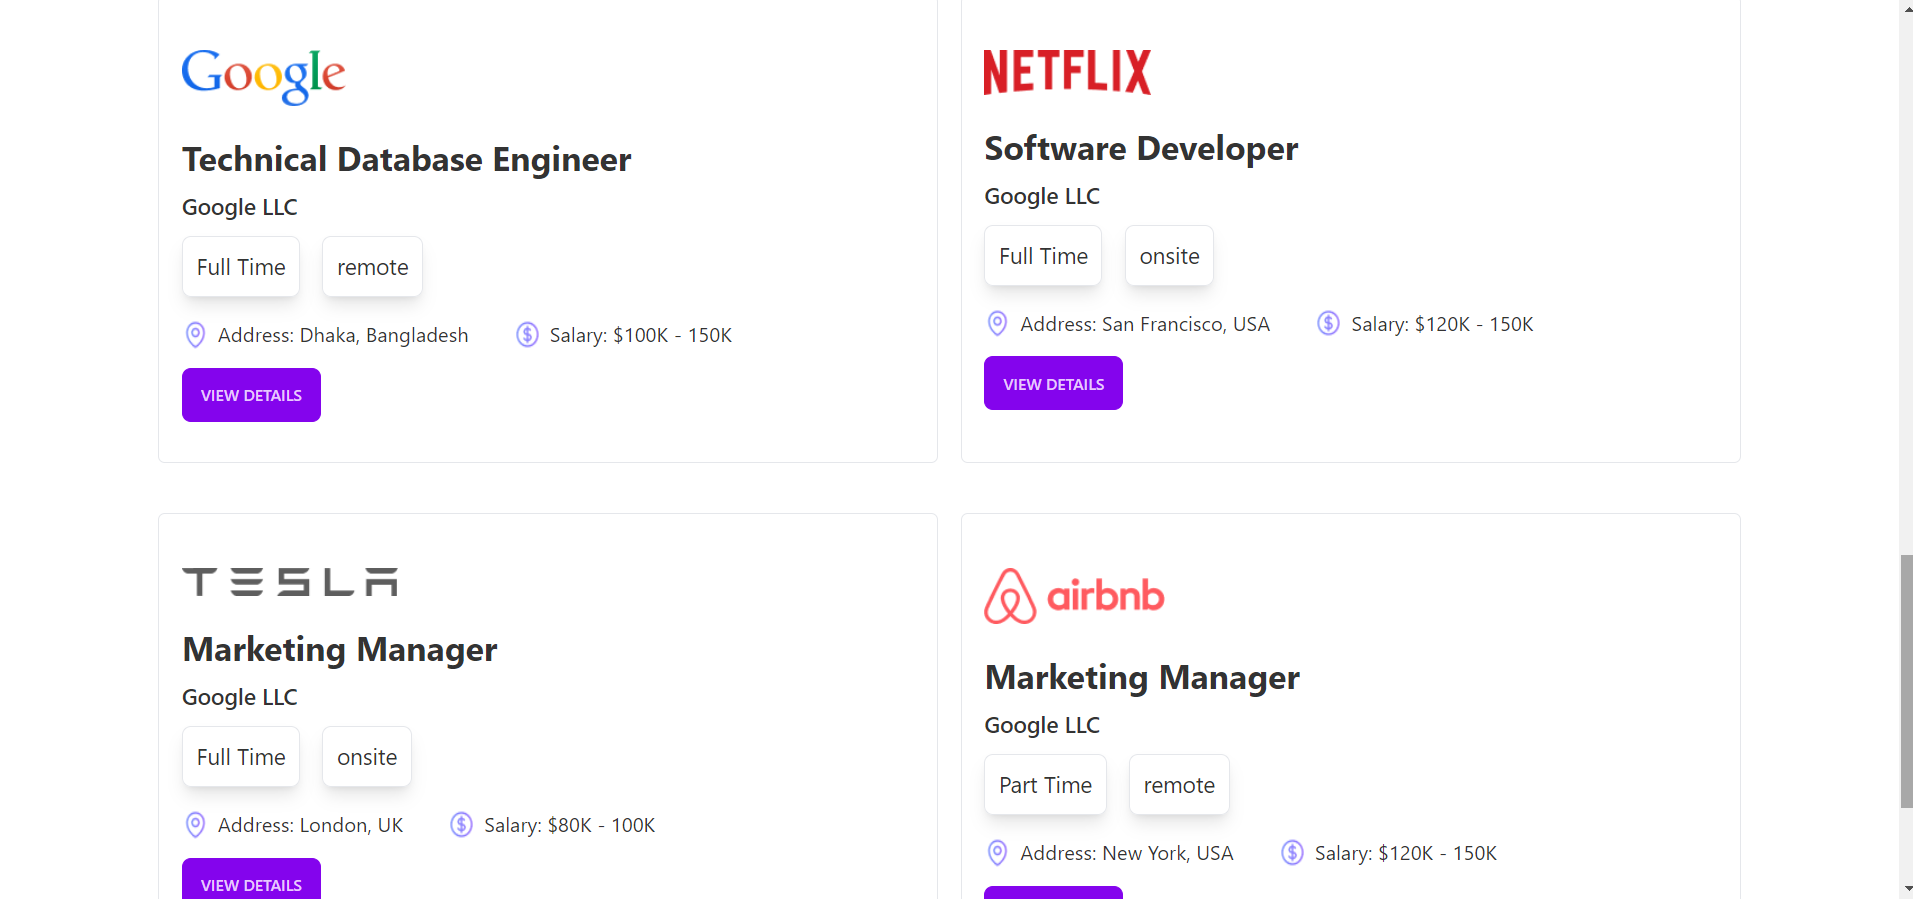 Google
Technical Database Engineer
Google LLC
Full Time
remote
Address: Dhaka, Bangladesh
Salary: $100K - 150K
VIEW DETAILS
NETFLIX
Software Developer
Google LLC
Full Time
onsite
Address: San Francisco, USA
Salary: $120K - 150K
VIEW DETAILS
TESLA
Marketing Manager
Google LLC
Full Time
onsite
Address: London, UK
Salary: $80K - 100K
VIEW DETAILS
airbnb
Marketing Manager
Google LLC
Part Time
remote
Address: New York, USA
Salary: $120K - 150K